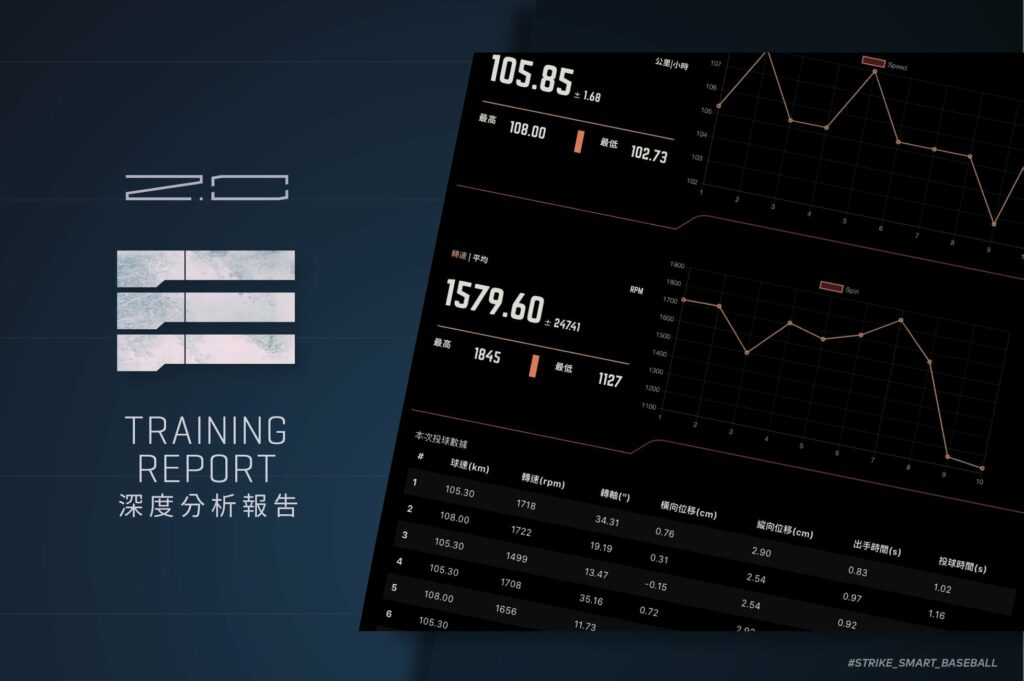 2.0
TRAINING
REPORT
深度分析報告
105.85 ± 1.68
公里|小時
最高 108.00 最低 102.73
Speed
107
106
105
104
103
102
1 2 3 4 5 6 7 8 9
轉速 | 平均
1579.60 ± 247.41
RPM
最高 1845 最低 1127
Spin
1900
1800
1700
1600
1500
1400
1300
1200
1100
1 2 3 4 5 6 7 8 9 10
本次投球數據
# 球速(km) 轉速(rpm) 轉軸(°) 橫向位移(cm) 縱向位移(cm) 出手時間(s) 投球時間(s)
1 105.30 1718 34.31 0.76 2.90 0.83 1.02
2 108.00 1722 19.19 0.31 2.54 0.97 1.16
3 105.30 1499 13.47 -0.15 2.54 0.92
4 105.30 1708 35.16 0.72
5 108.00 1656 11.73
6 105.30
#STRIKE_SMART_BASEBALL